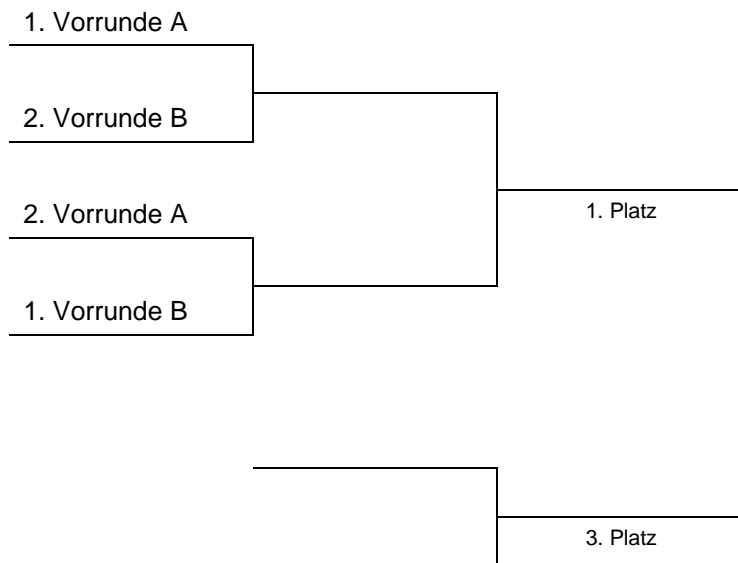 1. Vorrunde A
2. Vorrunde B
2. Vorrunde A
1. Platz
1. Vorrunde B
3. Platz